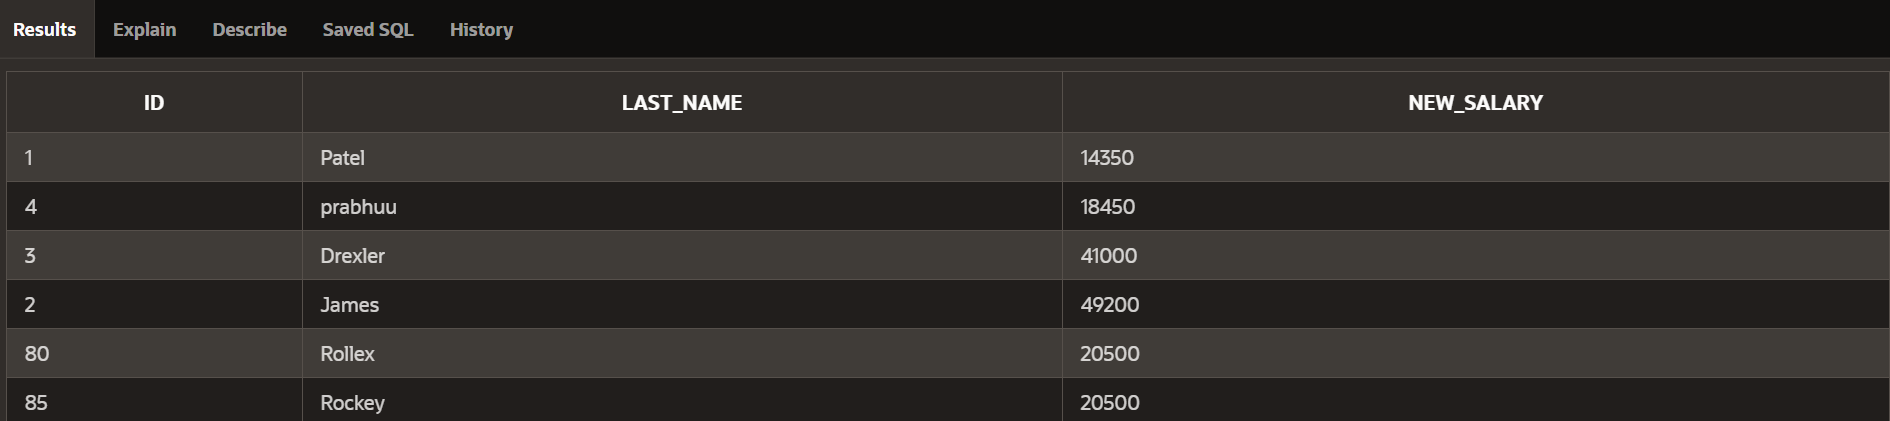 Results Explain Describe Saved SQL History
ID LAST_NAME NEW_SALARY
1 Patel 14350
4 prabhuu 18450
3 Drexler 41000
2 James 49200
80 Rollex 20500
85 Rockey 20500